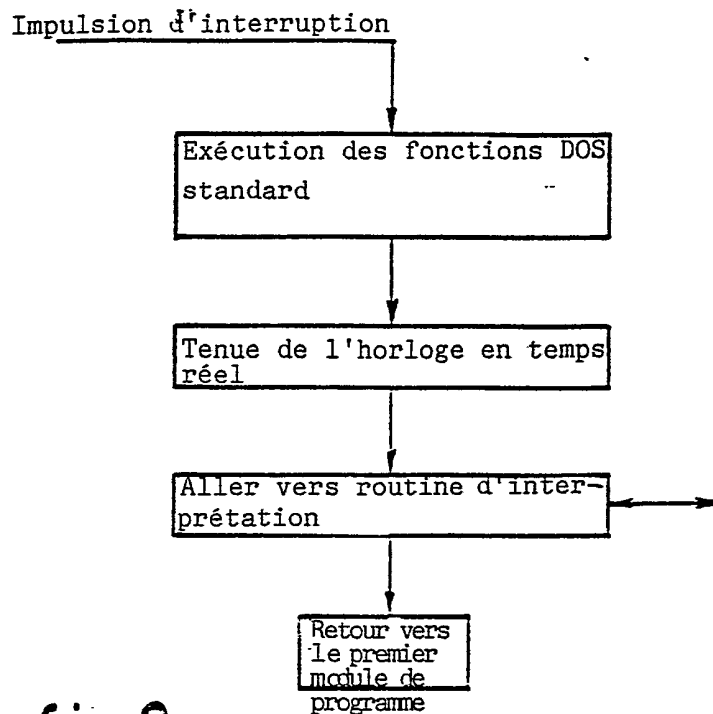 Impulsion d'interruption
Exécution des fonctions DOS
standard
Tenue de l'horloge en temps
réel
Aller vers routine d'inter-
prétation
Retour vers
le premier
module de
programme